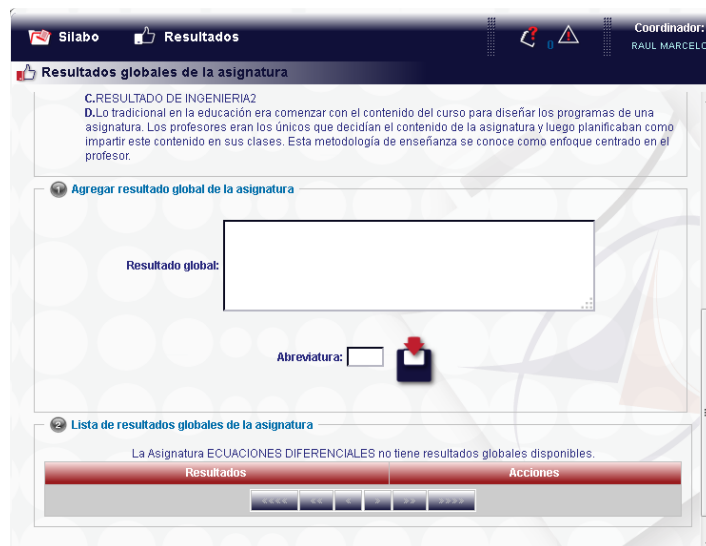 Silabo
Resultados
0
Coordinador:
RAUL MARCELO
Resultados globales de la asignatura
C.RESULTADO DE INGENIERIA2
D.Lo tradicional en la educación era comenzar con el contenido del curso para diseñar los programas de una
asignatura. Los profesores eran los únicos que decidían el contenido de la asignatura y luego planificaban como
impartir este contenido en sus clases. Esta metodología de enseñanza se conoce como enfoque centrado en el
profesor.
1 Agregar resultado global de la asignatura
Resultado global:
Abreviatura:
2 Lista de resultados globales de la asignatura
La Asignatura ECUACIONES DIFERENCIALES no tiene resultados globales disponibles.
Resultados Acciones
<<<< << < > >> >>>>